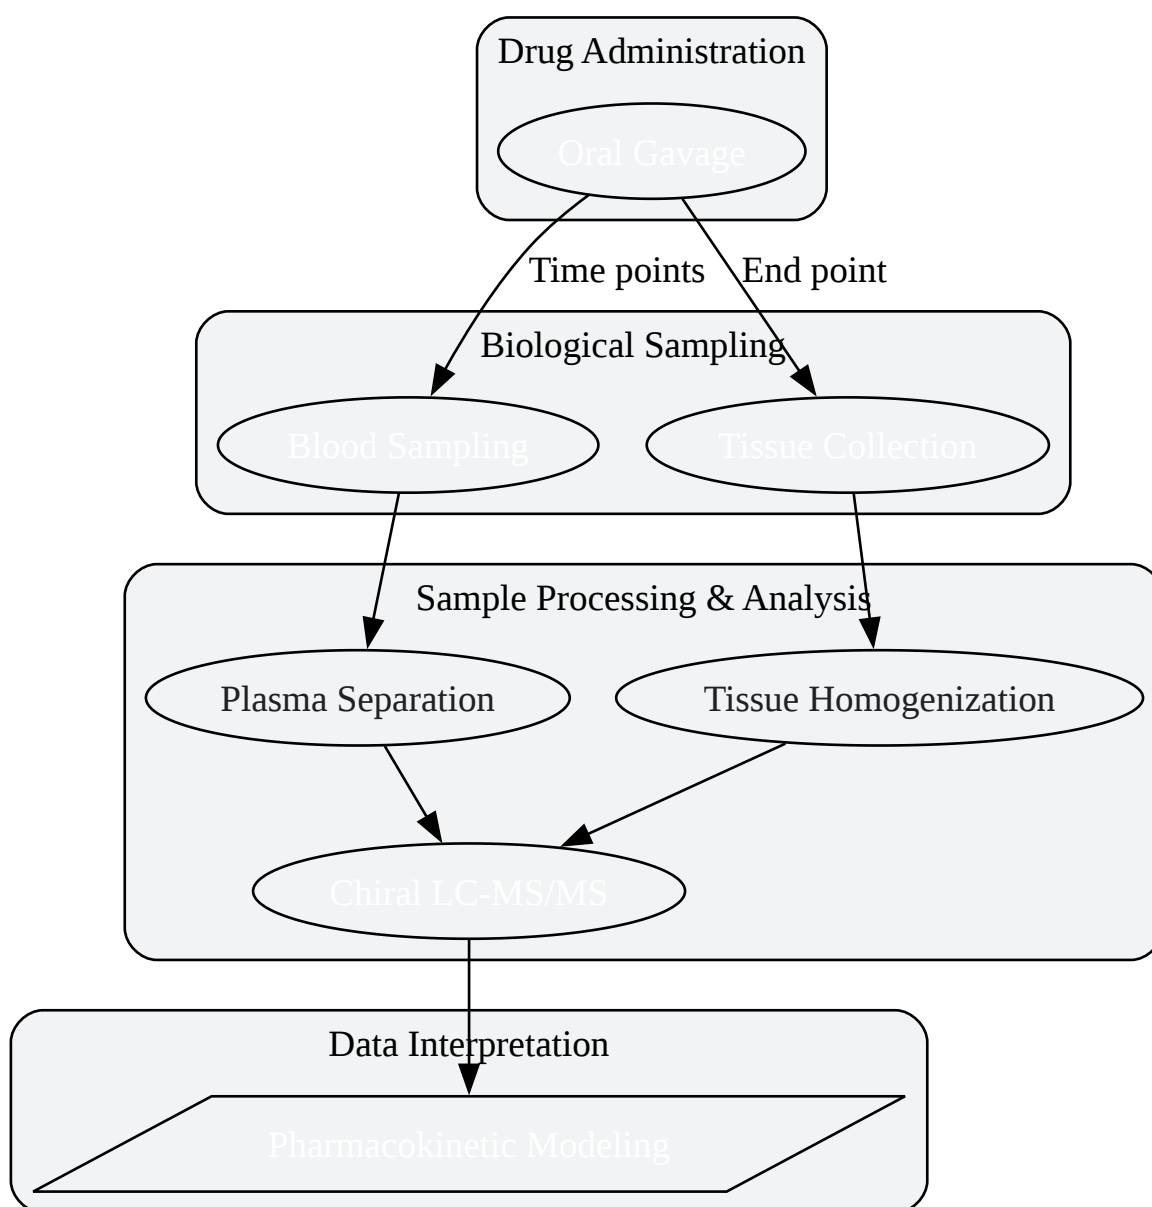 Drug Administration
Oral Gavage
Time points
End point
Biological Sampling
Blood Sampling
Tissue Collection
Sample Processing & Analysis
Plasma Separation
Tissue Homogenization
Chiral LC-MS/MS
Data Interpretation
Pharmacokinetic Modeling